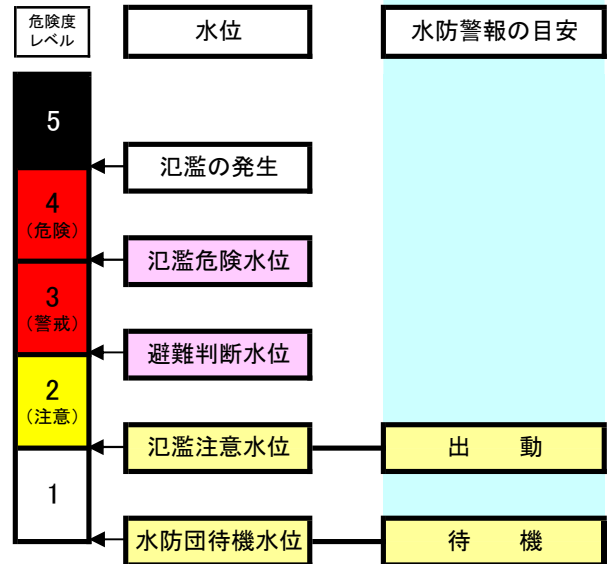 危険度
レベル
水位
水防警報の目安
5
氾濫の発生
4
（危険）
氾濫危険水位
3
（警戒）
避難判断水位
2
（注意）
氾濫注意水位
出　動
1
水防団待機水位
待　機